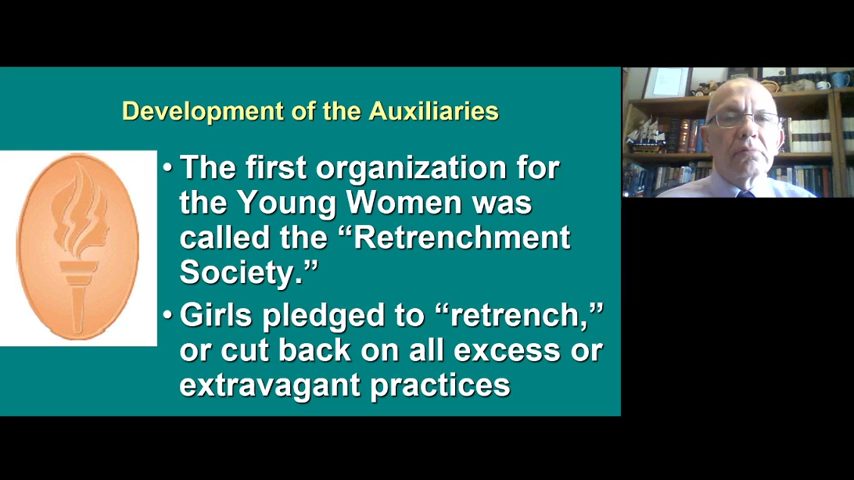 Development of the Auxiliaries
• The first organization for
the Young Women was
called the “Retrenchment
Society.”
• Girls pledged to “retrench,”
or cut back on all excess or
extravagant practices